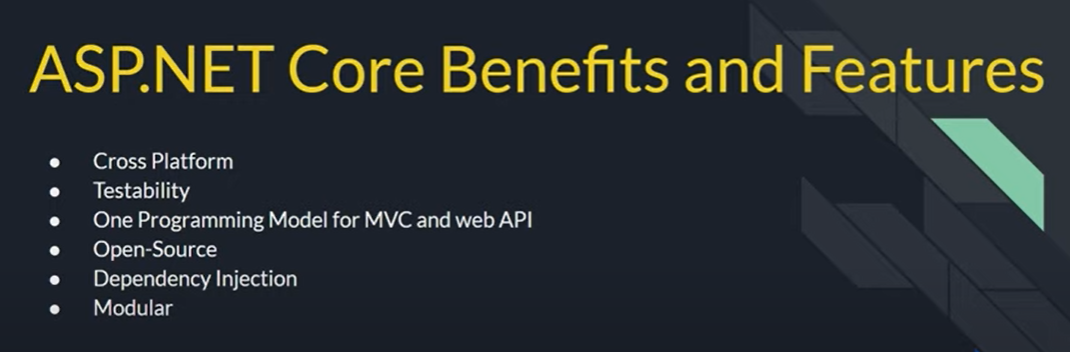 ASP.NET Core Benefits and Features
● Cross Platform
● Testability
● One Programming Model for MVC and web API
● Open-Source
● Dependency Injection
● Modular